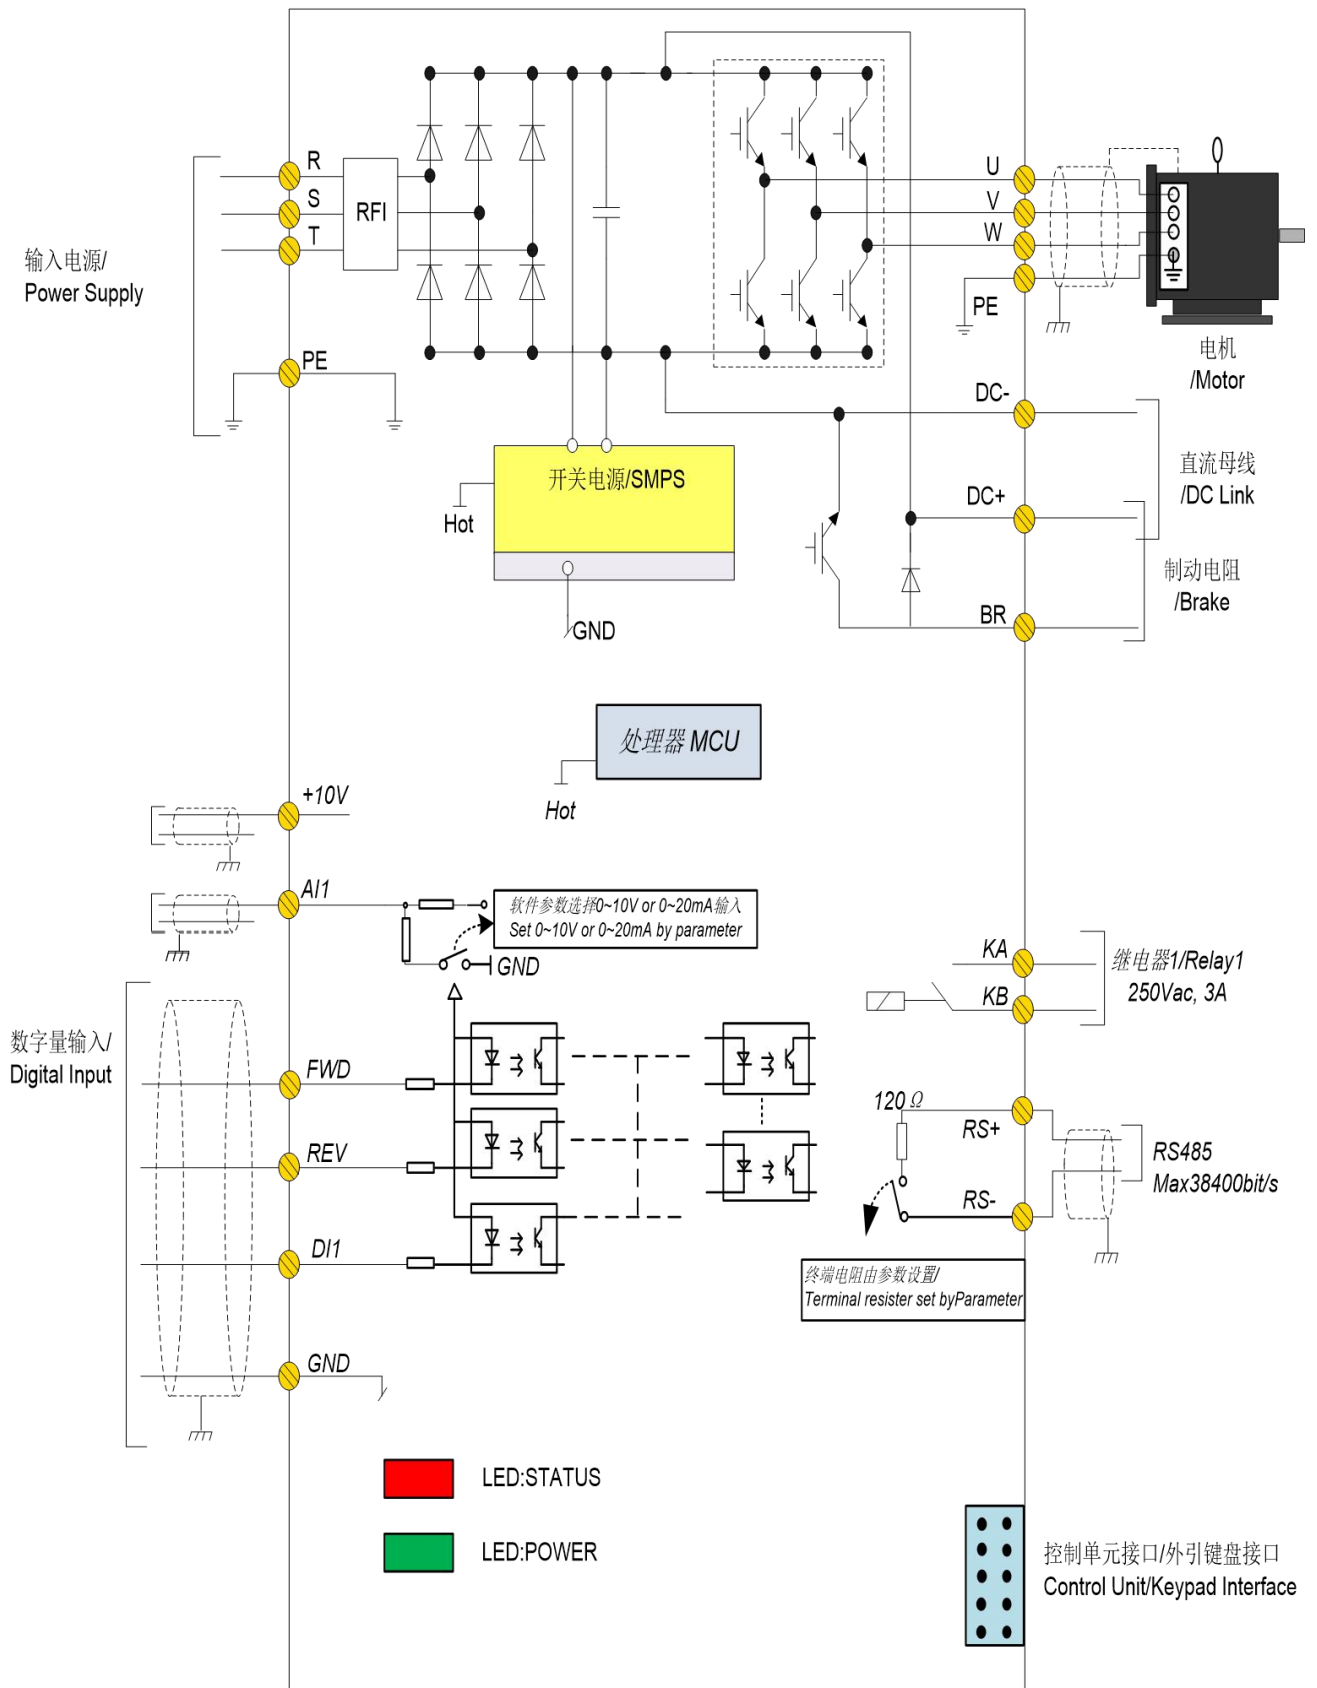 R
S
RFI
T
输入电源/
Power Supply
PE
U
V
W
PE
电机
/Motor
DC-
直流母线
/DC Link
DC+
制动电阻
/Brake
BR
开关电源/SMPS
Hot
GND
处理器 MCU
Hot
+10V
AI1
软件参数选择0~10V or 0~20mA输入
Set 0~10V or 0~20mA by parameter
GND
KA
KB
继电器1/Relay1
250Vac, 3A
数字量输入/
Digital Input
FWD
REV
DI1
GND
120Ω
RS+
RS-
RS485
Max38400bit/s
终端电阻由参数设置/
Terminal resister set byParameter
LED:STATUS
LED:POWER
控制单元接口/外引键盘接口
Control Unit/Keypad Interface